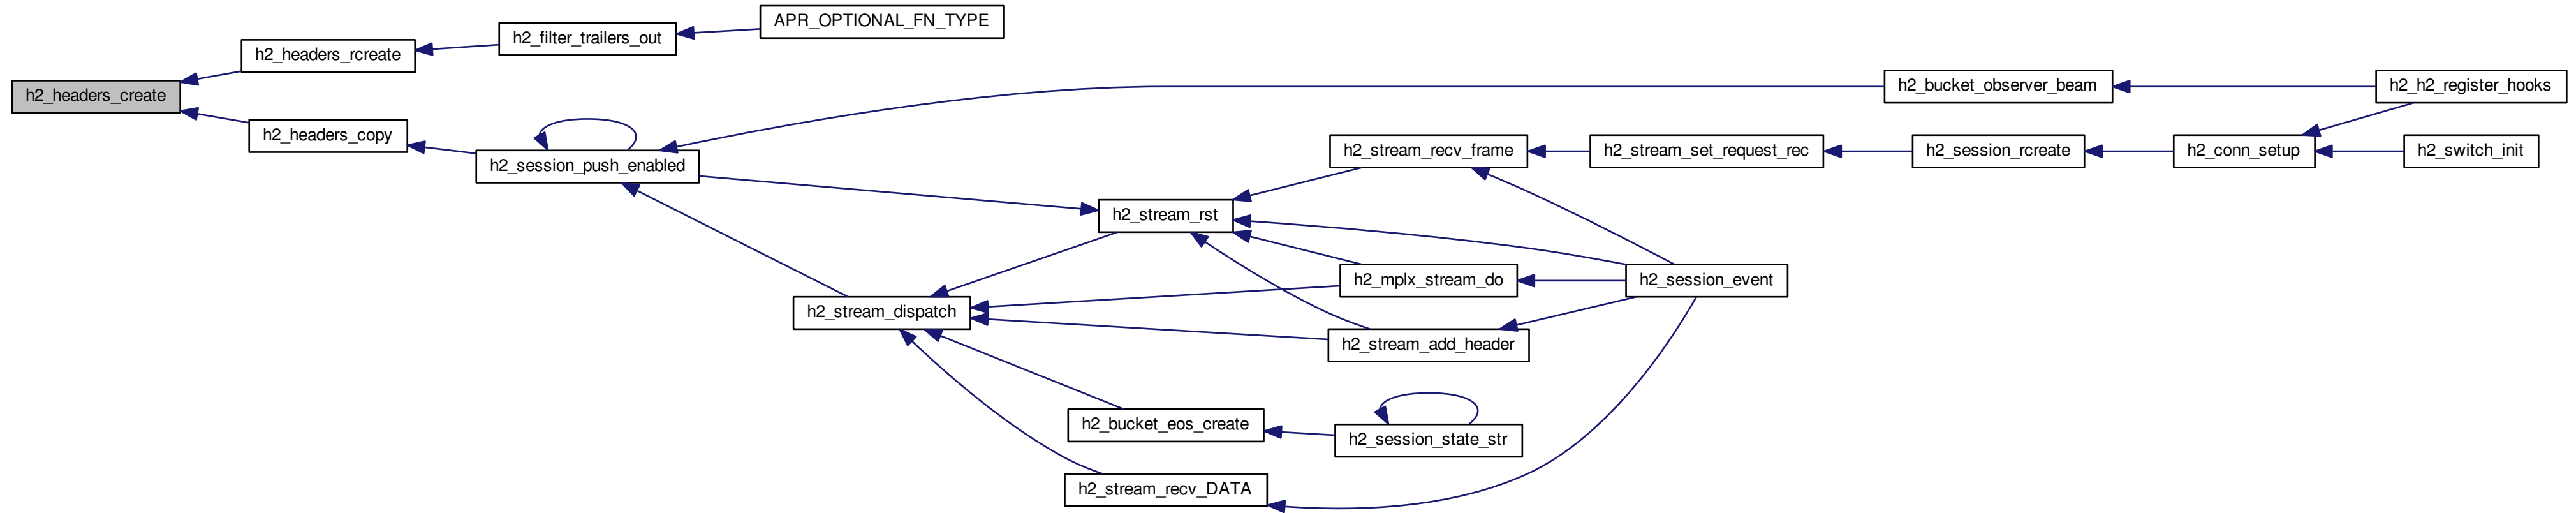 APR_OPTIONAL_FN_TYPE
h2_filter_trailers_out
h2_headers_rcreate
h2_headers_create
h2_bucket_observer_beam
h2_h2_register_hooks
h2_headers_copy
h2_session_push_enabled
h2_stream_recv_frame
h2_stream_set_request_rec
h2_session_rcreate
h2_conn_setup
h2_switch_init
h2_stream_rst
h2_mplx_stream_do
h2_session_event
h2_stream_dispatch
h2_stream_add_header
h2_bucket_eos_create
h2_session_state_str
h2_stream_recv_DATA